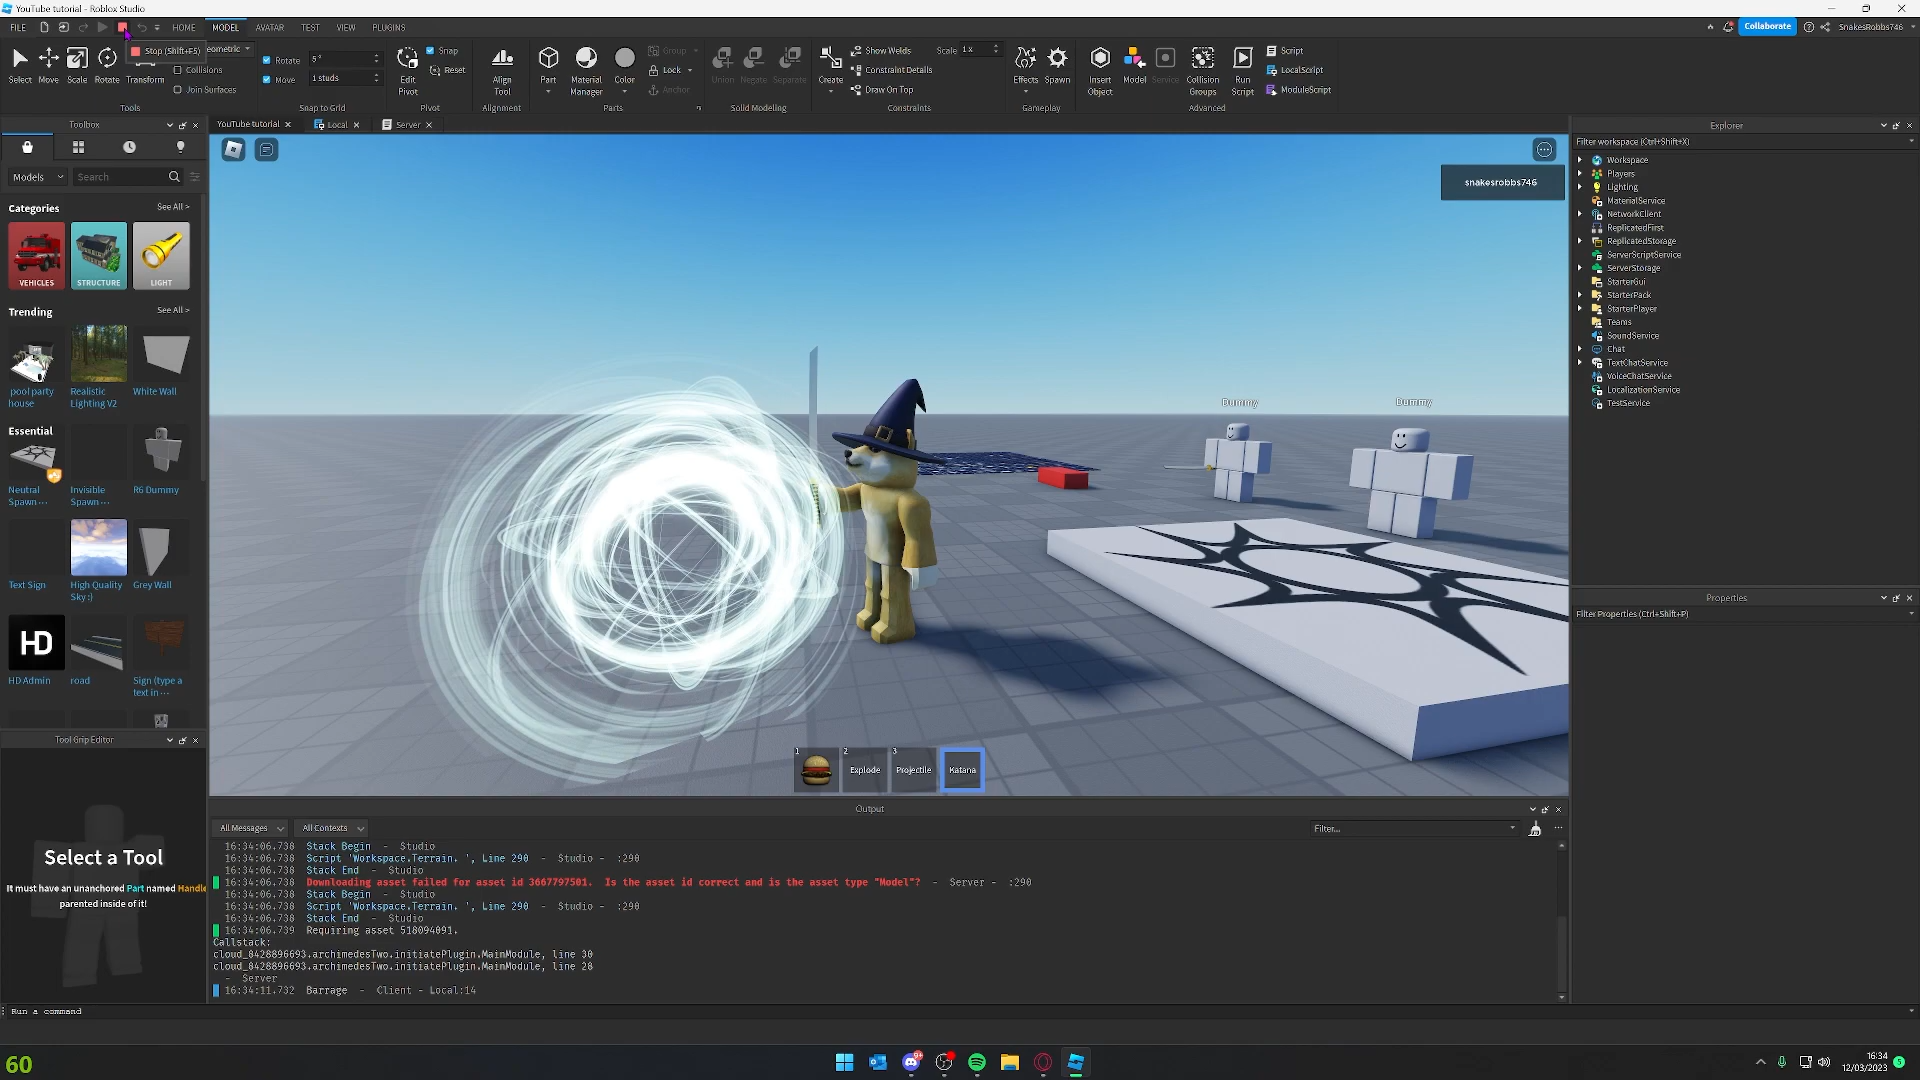 YouTube tutorial - Roblox Studio
FILE
HOME
MODEL
AVATAR
TEST
VIEW
PLUGINS
Collaborate
SnakesRobbs746
Stop (Shift+F5)
eometric
Select
Move
Scale
Rotate
Transform
Collisions
Join Surfaces
Tools
Rotate
5°
Move
1 studs
Snap to Grid
Edit
Pivot
Snap
Reset
Pivot
Align
Tool
Alignment
Part
Material
Manager
Color
Group
Lock
Anchor
Parts
Union
Negate
Separate
Solid Modeling
Create
Show Welds
Scale 1x
Constraint Details
Draw On Top
Constraints
Effects
Spawn
Gameplay
Insert
Object
Model
Service
Collision
Groups
Run
Script
Script
LocalScript
ModuleScript
Advanced
Toolbox
Models
Search
Categories
See All >
VEHICLES
STRUCTURE
LIGHT
Trending
See All >
pool party
house
Realistic
Lighting V2
White Wall
Essential
Neutral
Spawn...
Invisible
Spawn...
R6 Dummy
Text Sign
High Quality
Sky :)
Grey Wall
HD
HD Admin
road
Sign (type a
text in ...
Tool Grip Editor
Select a Tool
It must have an unanchored Part named Handle
parented inside of it!
YouTube tutorial
Local
Server
snakesrobbs746
Dummy
Dummy
1
2
Explode
3
Projectile
Katana
Output
All Messages
All Contexts
Filter...
16:34:06.738 Stack Begin - Studio
16:34:06.738 Script 'Workspace.Terrain. ', Line 290 - Studio - :290
16:34:06.738 Stack End - Studio
16:34:06.738 Downloading asset failed for asset id 3667797501. Is the asset id correct and is the asset type "Model"? - Server - :290
16:34:06.738 Stack Begin - Studio
16:34:06.738 Script 'Workspace.Terrain. ', Line 290 - Studio - :290
16:34:06.738 Stack End - Studio
16:34:06.739 Requiring asset 518094091.
Callstack:
cloud_8428896693.archimedesTwo.initiatePlugin.MainModule, line 30
cloud_8428896693.archimedesTwo.initiatePlugin.MainModule, line 28
- Server
16:34:11.732 Barrage - Client - Local:14
Explorer
Filter workspace (Ctrl+Shift+X)
Workspace
Players
Lighting
MaterialService
NetworkClient
ReplicatedFirst
ReplicatedStorage
ServerScriptService
ServerStorage
StarterGui
StarterPack
StarterPlayer
Teams
SoundService
Chat
TextChatService
VoiceChatService
LocalizationService
TestService
Properties
Filter Properties (Ctrl+Shift+P)
Run a command
60
16:34
12/03/2023
5